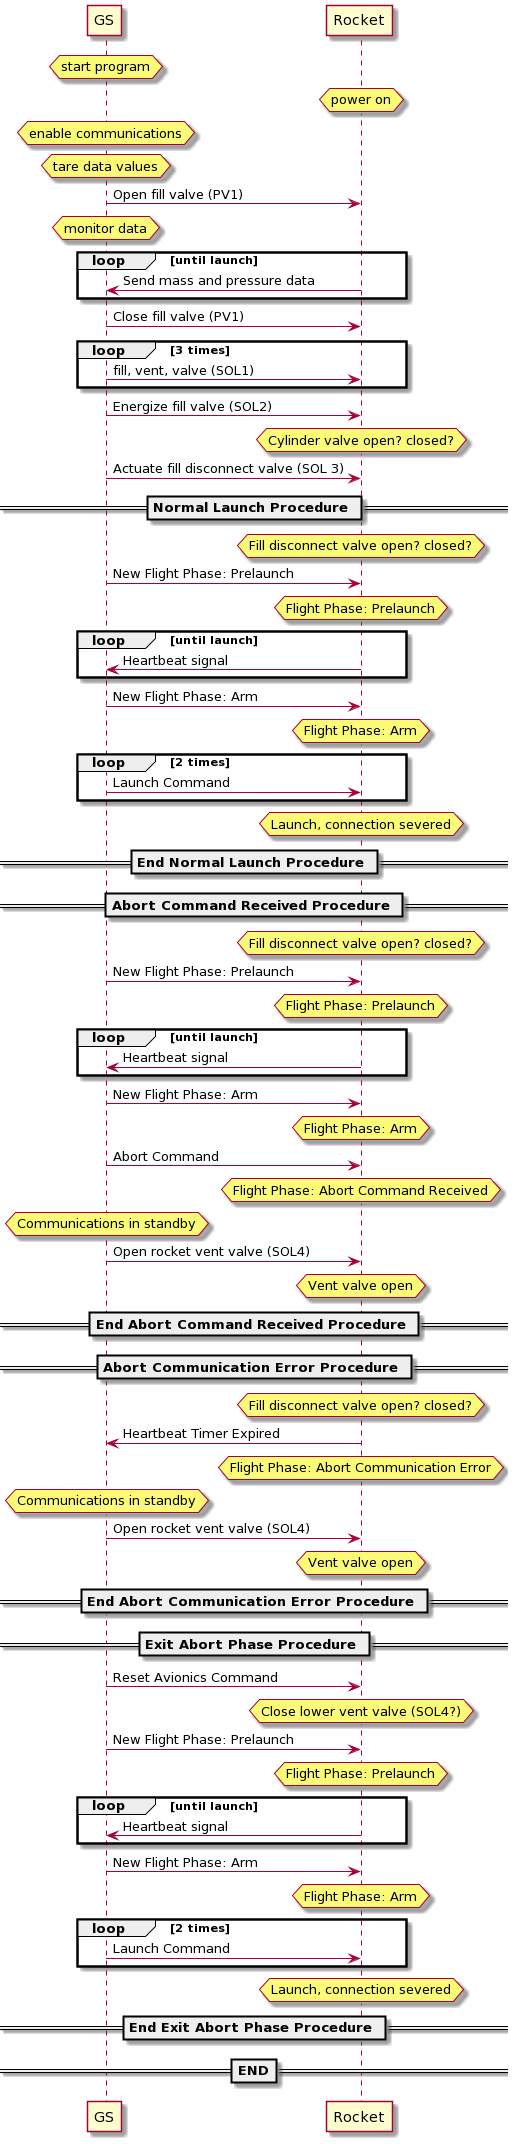 GS Rocket
start program
power on
enable communications
tare data values
Open fill valve (PV1)
monitor data
loop [until launch]
Send mass and pressure data
Close fill valve (PV1)
loop [3 times]
fill, vent, valve (SOL1)
Energize fill valve (SOL2)
Cylinder valve open? closed?
Actuate fill disconnect valve (SOL 3)
Normal Launch Procedure
Fill disconnect valve open? closed?
New Flight Phase: Prelaunch
Flight Phase: Prelaunch
loop [until launch]
Heartbeat signal
New Flight Phase: Arm
Flight Phase: Arm
loop [2 times]
Launch Command
Launch, connection severed
End Normal Launch Procedure
Abort Command Received Procedure
Fill disconnect valve open? closed?
New Flight Phase: Prelaunch
Flight Phase: Prelaunch
loop [until launch]
Heartbeat signal
New Flight Phase: Arm
Flight Phase: Arm
Abort Command
Flight Phase: Abort Command Received
Communications in standby
Open rocket vent valve (SOL4)
Vent valve open
End Abort Command Received Procedure
Abort Communication Error Procedure
Fill disconnect valve open? closed?
Heartbeat Timer Expired
Flight Phase: Abort Communication Error
Communications in standby
Open rocket vent valve (SOL4)
Vent valve open
End Abort Communication Error Procedure
Exit Abort Phase Procedure
Reset Avionics Command
Close lower vent valve (SOL4?)
New Flight Phase: Prelaunch
Flight Phase: Prelaunch
loop [until launch]
Heartbeat signal
New Flight Phase: Arm
Flight Phase: Arm
loop [2 times]
Launch Command
Launch, connection severed
End Exit Abort Phase Procedure
END
GS Rocket